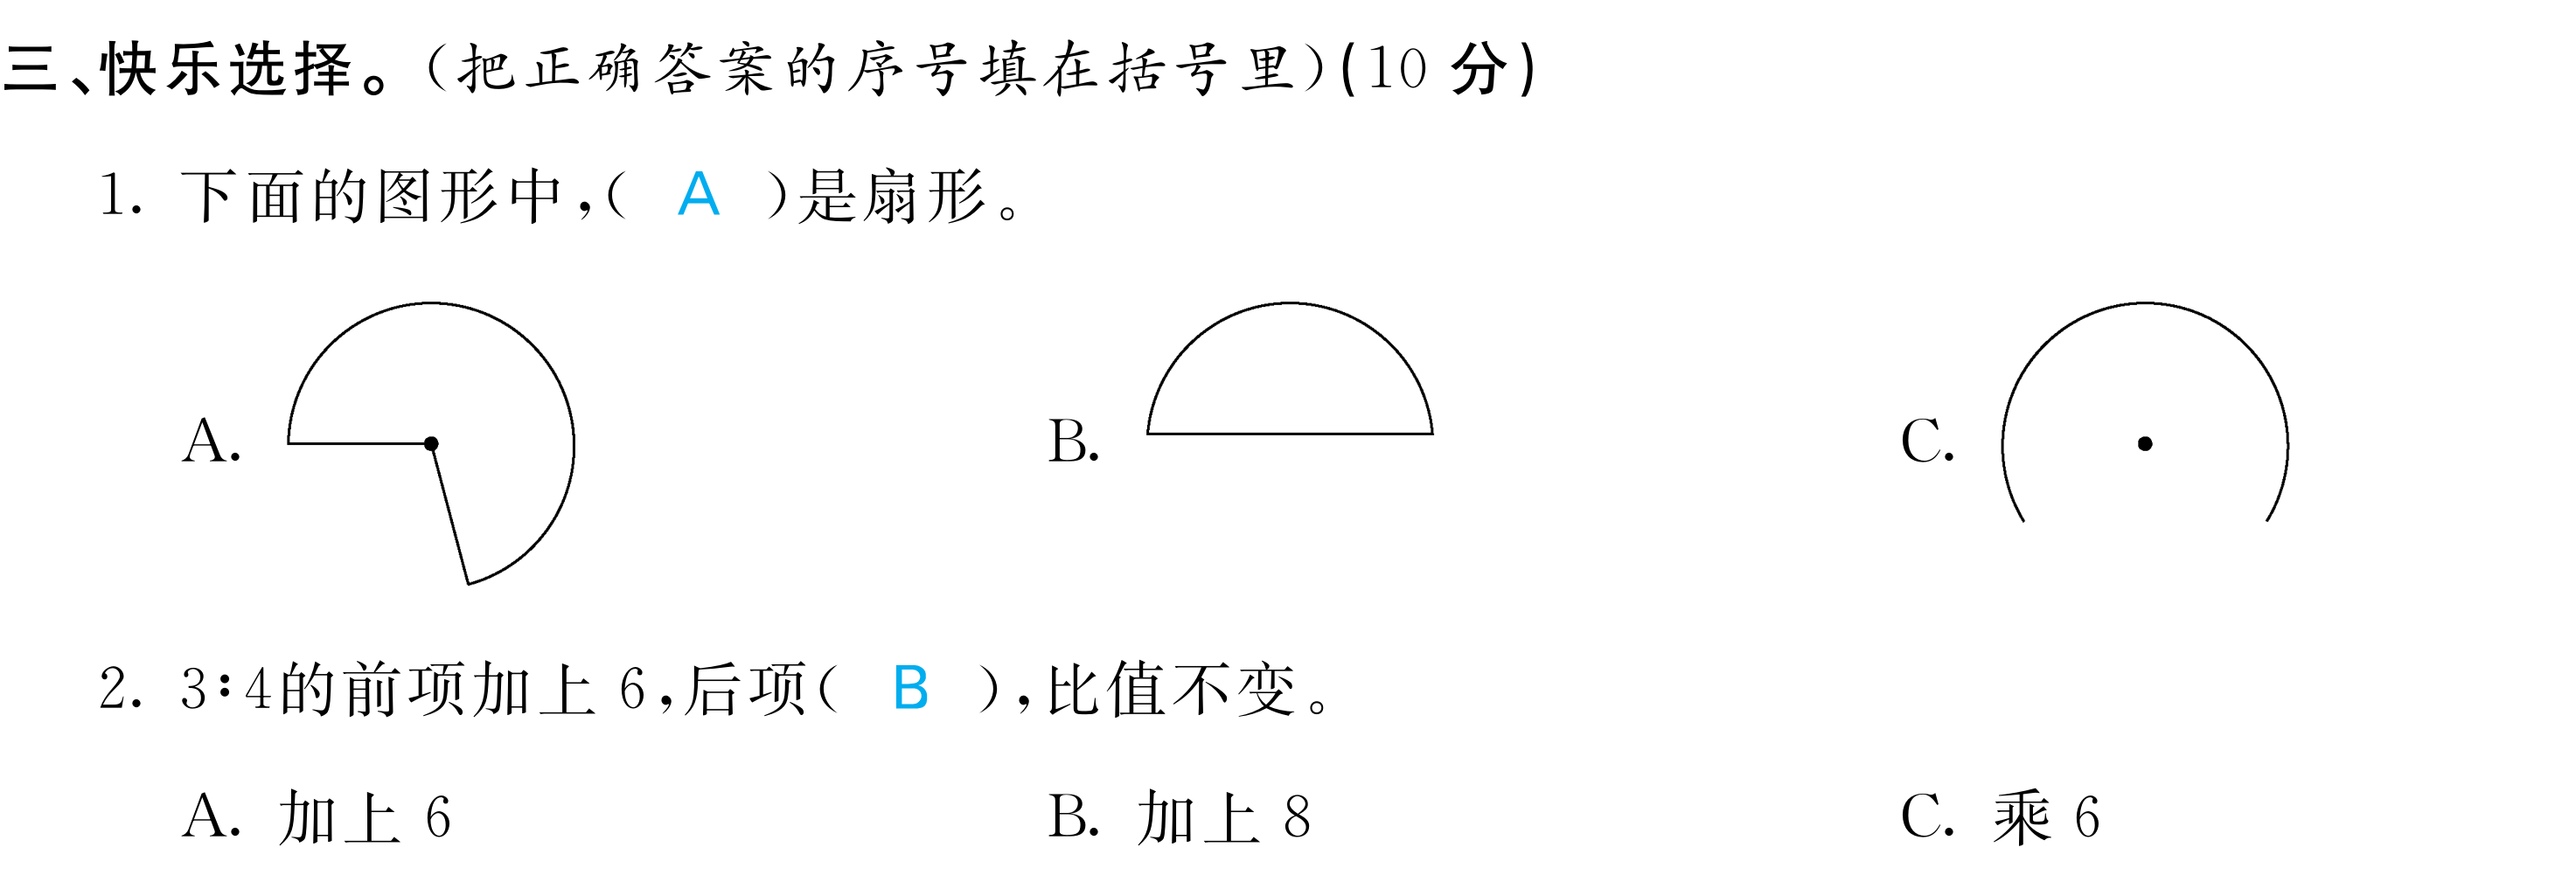 三、快乐选择。(把正确答案的序号填在括号里)(10 分)
1. 下面的图形中,( A )是扇形。
A. B. C.
2. 3∶4的前项加上 6,后项( B ),比值不变。
A. 加上 6 B. 加上 8 C. 乘 6